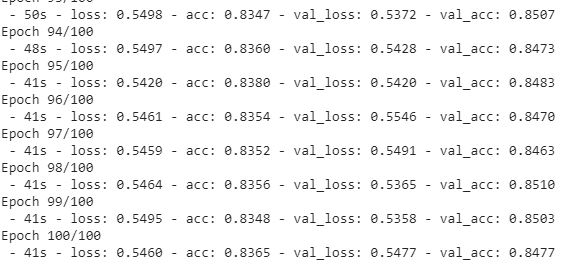 Epoch 93/100
 - 50s - loss: 0.5498 - acc: 0.8347 - val_loss: 0.5372 - val_acc: 0.8507
Epoch 94/100
 - 48s - loss: 0.5497 - acc: 0.8360 - val_loss: 0.5428 - val_acc: 0.8473
Epoch 95/100
 - 41s - loss: 0.5420 - acc: 0.8380 - val_loss: 0.5420 - val_acc: 0.8483
Epoch 96/100
 - 41s - loss: 0.5461 - acc: 0.8354 - val_loss: 0.5546 - val_acc: 0.8470
Epoch 97/100
 - 41s - loss: 0.5459 - acc: 0.8352 - val_loss: 0.5491 - val_acc: 0.8463
Epoch 98/100
 - 41s - loss: 0.5464 - acc: 0.8356 - val_loss: 0.5365 - val_acc: 0.8510
Epoch 99/100
 - 41s - loss: 0.5495 - acc: 0.8348 - val_loss: 0.5358 - val_acc: 0.8503
Epoch 100/100
 - 41s - loss: 0.5460 - acc: 0.8365 - val_loss: 0.5477 - val_acc: 0.8477